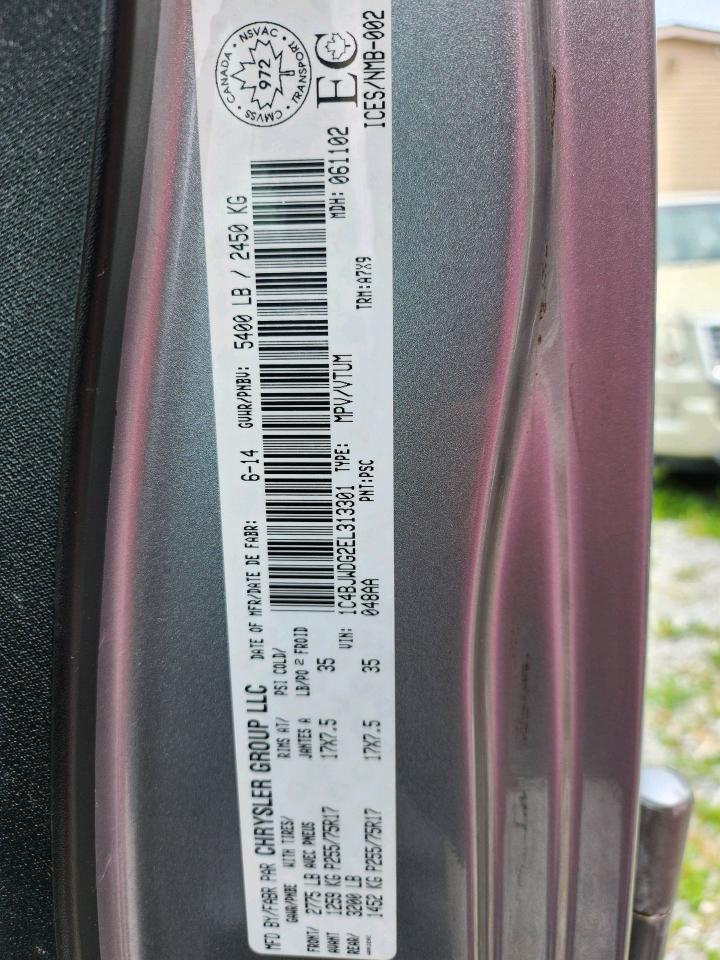 MFD BY/FABR PAR CHRYSLER GROUP LLC DATE OF MFR/DATE DE FABR: 6-14 GVWR/PNBV: 5400 LB / 2450 KG
GAWR/PNBE WITH TIRES/ RIMS AT/ PSI COLD/
FRONT/ 2775 LB AVEC PNEUS JANTES A LB/PO 2 FROID
AVANT 1259 KG P255/75R17 17X7.5 35
REAR/ 3200 LB VIN: 1C4BJWDG2EL313301 TYPE: MPV/VTUM MDH: 061102
1452 KG P255/75R17 17X7.5 35 048AA PNT:PSC TRM:A7X9
CANADA · NSVAC · TRANSPORT · CMVSS
972
EC
ICES/NMB-002